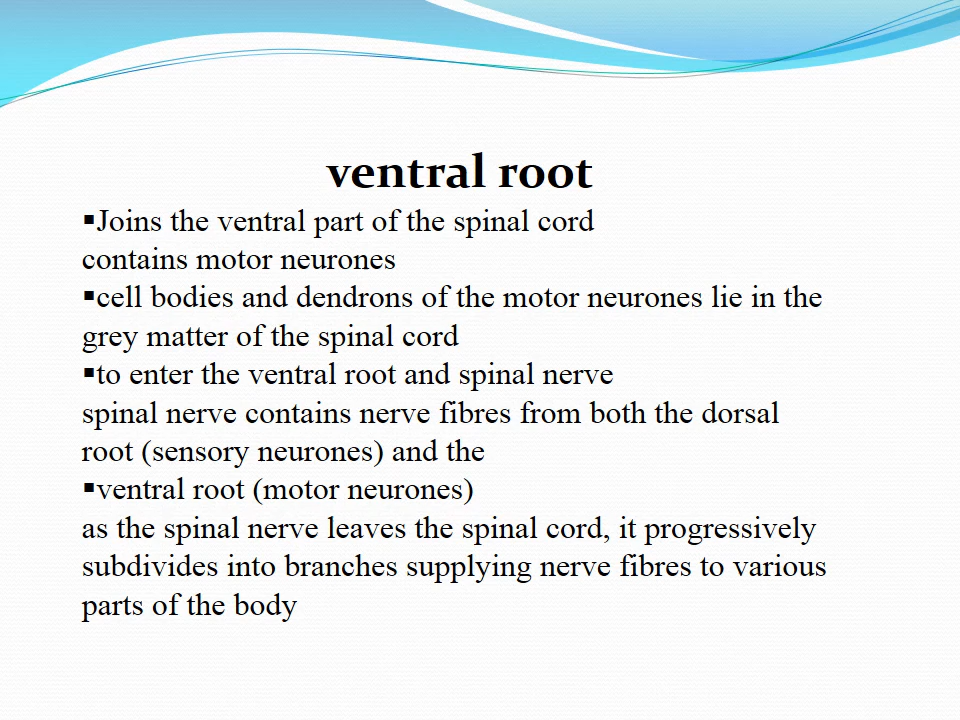 ventral root
▪Joins the ventral part of the spinal cord
contains motor neurones
▪cell bodies and dendrons of the motor neurones lie in the
grey matter of the spinal cord
▪to enter the ventral root and spinal nerve
spinal nerve contains nerve fibres from both the dorsal
root (sensory neurones) and the
▪ventral root (motor neurones)
as the spinal nerve leaves the spinal cord, it progressively
subdivides into branches supplying nerve fibres to various
parts of the body